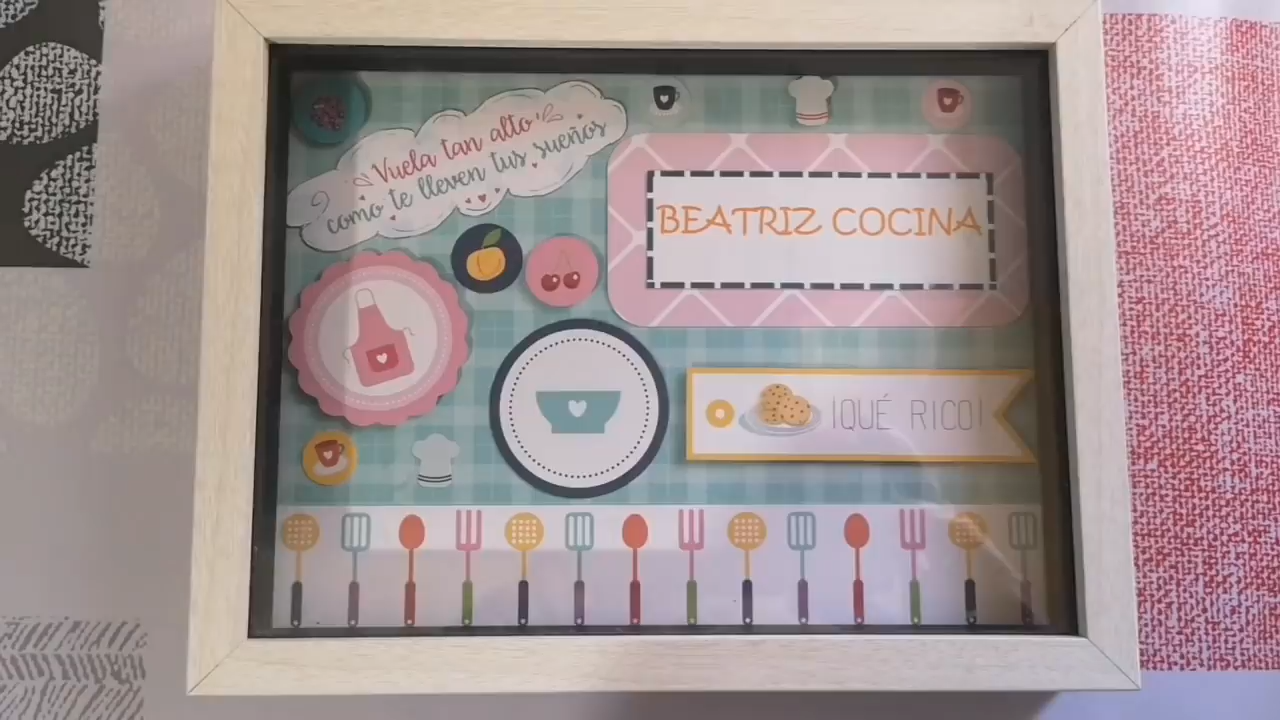 Vuela tan alto
como te lleven tus sueños
BEATRIZ COCINA
¡QUÉ RICO!